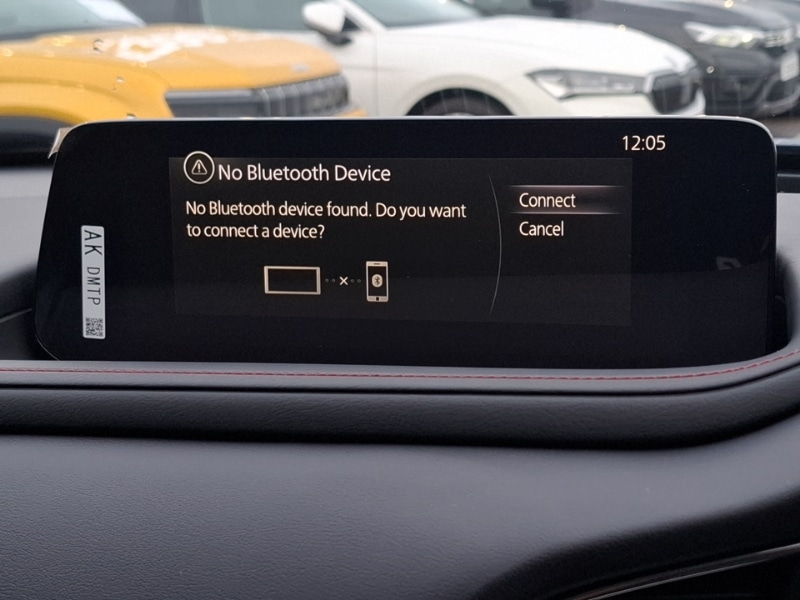 12:05
No Bluetooth Device
No Bluetooth device found. Do you want
to connect a device?
Connect
Cancel
AK DMTP